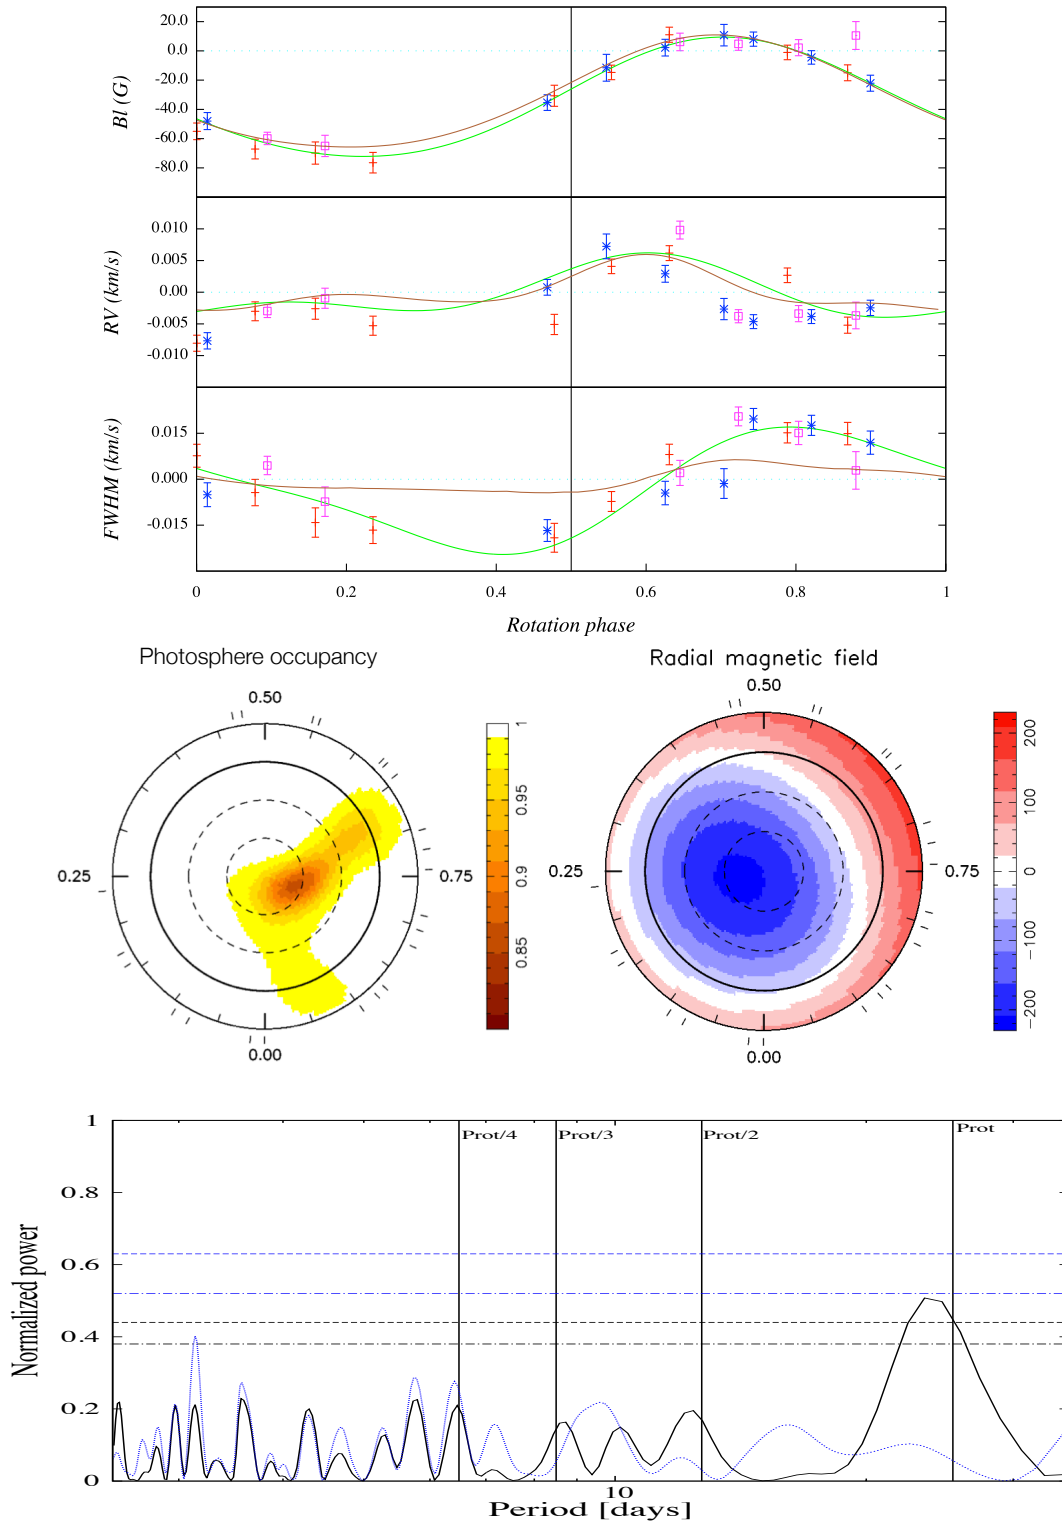 20.0
0.0
-20.0
-40.0
-60.0
-80.0
Bl (G)
0.010
0.005
0.00
-0.005
-0.010
RV (km/s)
0.015
0.000
-0.015
FWHM (km/s)
0 0.2 0.4 0.6 0.8 1
Rotation phase
Photosphere occupancy
0.50
0.25
0.75
0.00
1
0.95
0.9
0.85
Radial magnetic field
0.50
0.25
0.75
0.00
200
100
0
-100
-200
1
0.8
0.6
0.4
0.2
0
Normalized power
Prot/4
Prot/3
Prot/2
Prot
10
Period [days]